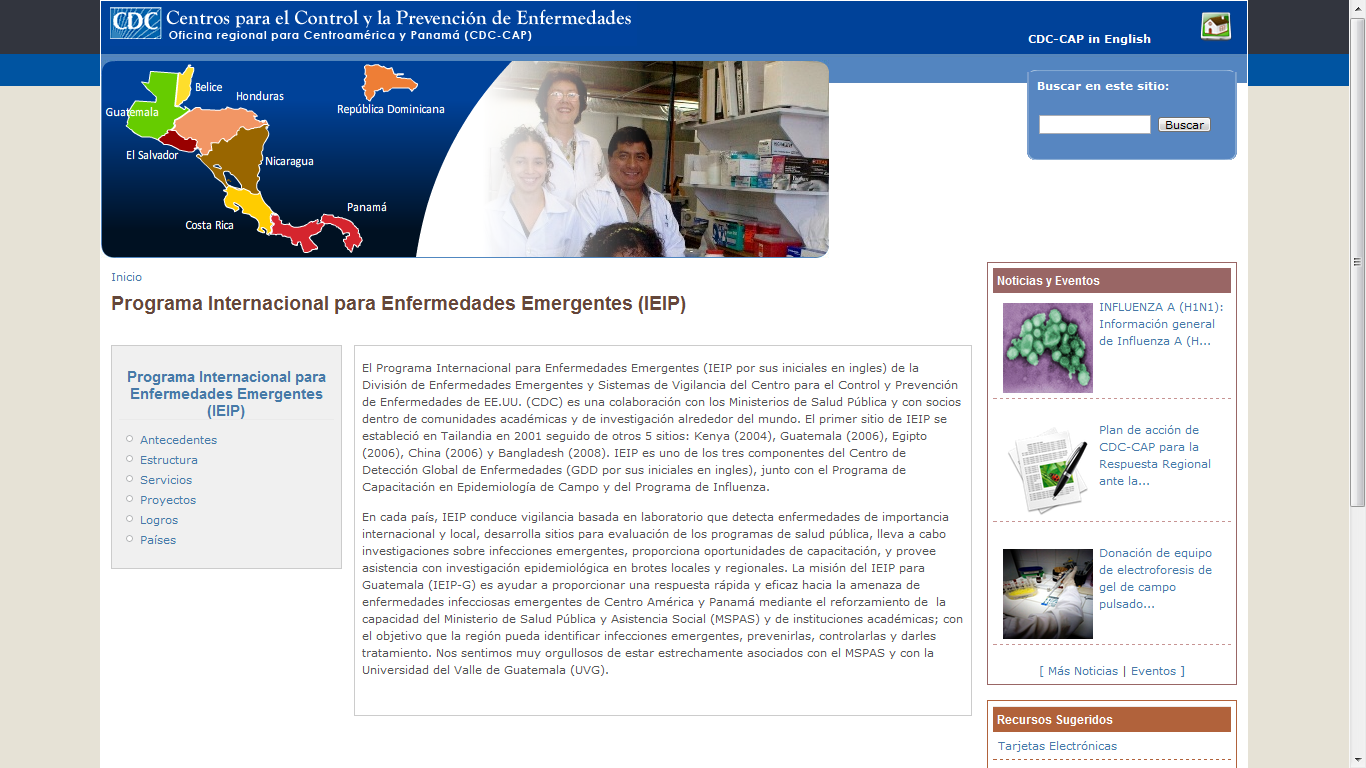 CDC
Centros para el Control y la Prevención de Enfermedades
Oficina regional para Centroamérica y Panamá (CDC-CAP)
CDC-CAP in English
Belice
Honduras
Guatemala
República Dominicana
El Salvador
Nicaragua
Costa Rica
Panamá
Buscar en este sitio:
Buscar
Inicio
Programa Internacional para Enfermedades Emergentes (IEIP)
Programa Internacional para
Enfermedades Emergentes
(IEIP)
Antecedentes
Estructura
Servicios
Proyectos
Logros
Países
El Programa Internacional para Enfermedades Emergentes (IEIP por sus iniciales en ingles) de la
División de Enfermedades Emergentes y Sistemas de Vigilancia del Centro para el Control y Prevención
de Enfermedades de EE.UU. (CDC) es una colaboración con los Ministerios de Salud Pública y con socios
dentro de comunidades académicas y de investigación alrededor del mundo. El primer sitio de IEIP se
estableció en Tailandia en 2001 seguido de otros 5 sitios: Kenya (2004), Guatemala (2006), Egipto
(2006), China (2006) y Bangladesh (2008). IEIP es uno de los tres componentes del Centro de
Detección Global de Enfermedades (GDD por sus iniciales en ingles), junto con el Programa de
Capacitación en Epidemiología de Campo y del Programa de Influenza.
En cada país, IEIP conduce vigilancia basada en laboratorio que detecta enfermedades de importancia
internacional y local, desarrolla sitios para evaluación de los programas de salud pública, lleva a cabo
investigaciones sobre infecciones emergentes, proporciona oportunidades de capacitación, y provee
asistencia con investigación epidemiológica en brotes locales y regionales. La misión del IEIP para
Guatemala (IEIP-G) es ayudar a proporcionar una respuesta rápida y eficaz hacia la amenaza de
enfermedades infecciosas emergentes de Centro América y Panamá mediante el reforzamiento de la
capacidad del Ministerio de Salud Pública y Asistencia Social (MSPAS) y de instituciones académicas; con
el objetivo que la región pueda identificar infecciones emergentes, prevenirlas, controlarlas y darles
tratamiento. Nos sentimos muy orgullosos de estar estrechamente asociados con el MSPAS y con la
Universidad del Valle de Guatemala (UVG).
Noticias y Eventos
INFLUENZA A (H1N1):
Información general
de Influenza A (H...
Plan de acción de
CDC-CAP para la
Respuesta Regional
ante la...
Donación de equipo
de electroforesis de
gel de campo
pulsado...
[ Más Noticias | Eventos ]
Recursos Sugeridos
Tarjetas Electrónicas